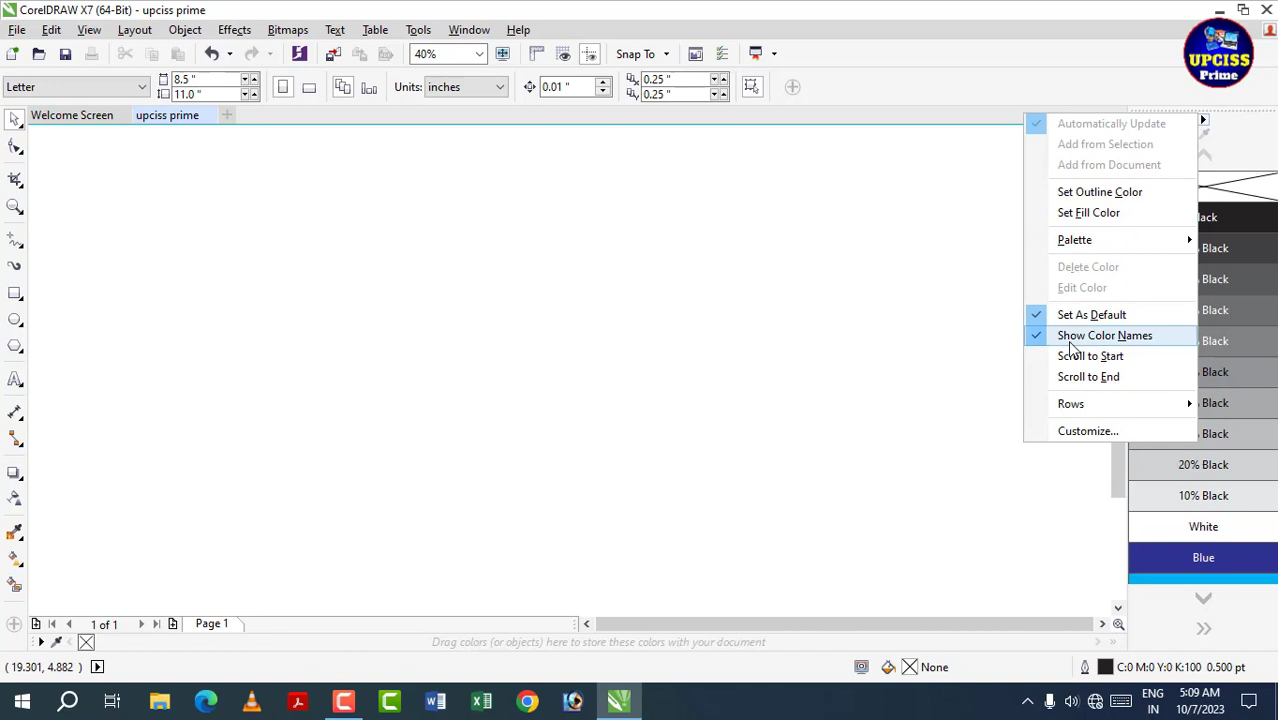 CorelDRAW X7 (64-Bit) - upciss prime
File Edit View Layout Object Effects Bitmaps Text Table Tools Window Help
UPCISS
Prime
40% Snap To
Letter 8.5 " 11.0 " Units: inches 0.01 " 0.25 " 0.25 "
Welcome Screen upciss prime
Automatically Update
Add from Selection
Add from Document
Set Outline Color
Set Fill Color
Palette
Delete Color
Edit Color
Set As Default
Show Color Names
Scroll to Start
Scroll to End
Rows
Customize...
Black
Black
Black
Black
Black
Black
Black
20% Black
10% Black
White
Blue
1 of 1 Page 1
Drag colors (or objects) here to store these colors with your document
( 19.301, 4.882 ) None C:0 M:0 Y:0 K:100 0.500 pt
ENG 5:09 AM
IN 10/7/2023